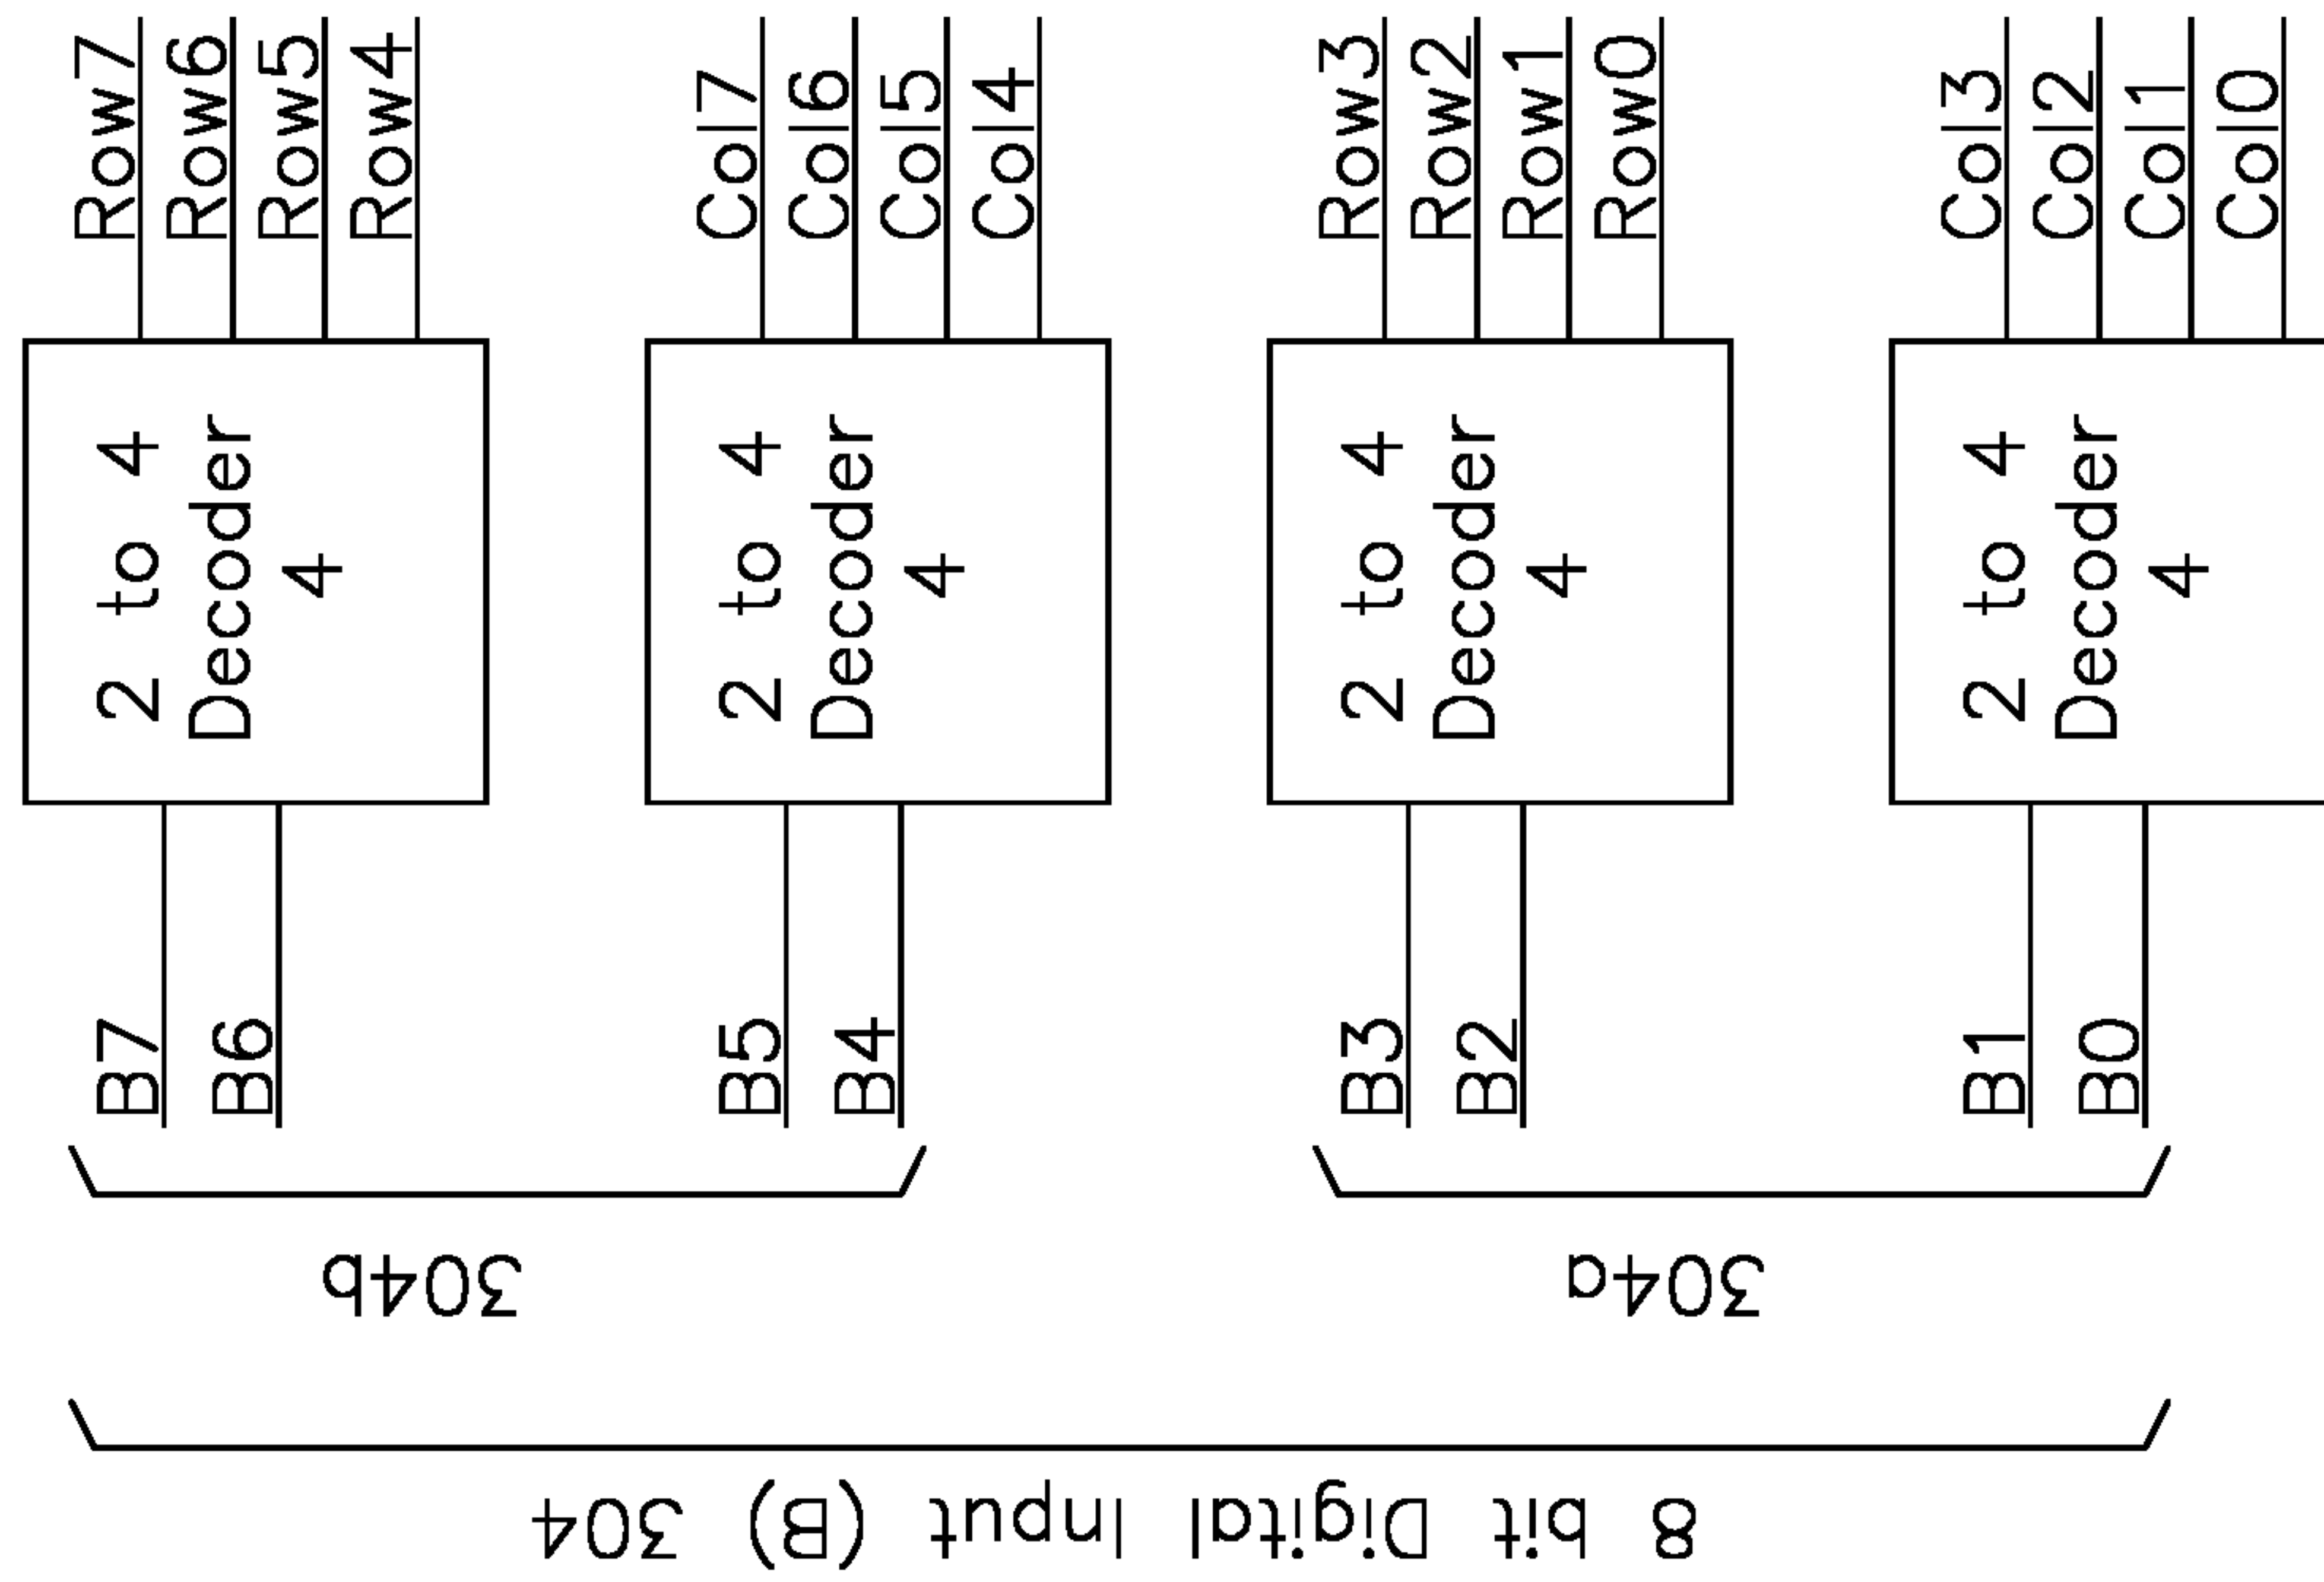 Row7
Row6
Row5
Row4
2 to 4
Decoder
4
B7
B6
Col7
Col6
Col5
Col4
2 to 4
Decoder
4
B5
B4
304b
Row3
Row2
Row1
Row0
2 to 4
Decoder
4
B3
B2
Col3
Col2
Col1
Col0
2 to 4
Decoder
4
B1
B0
304a
8 bit Digital Input (B) 304